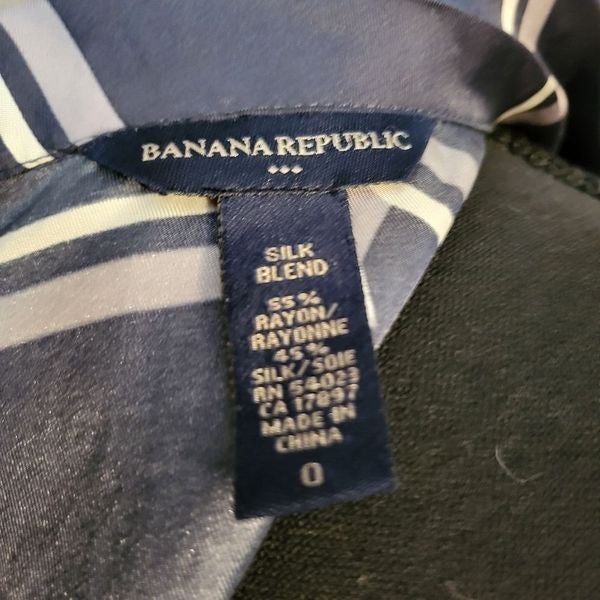 BANANA REPUBLIC
SILK
BLEND
55%
RAYON/
RAYONNE
45%
SILK/SOIE
RN 54023
CA 17897
MADE IN
CHINA
0